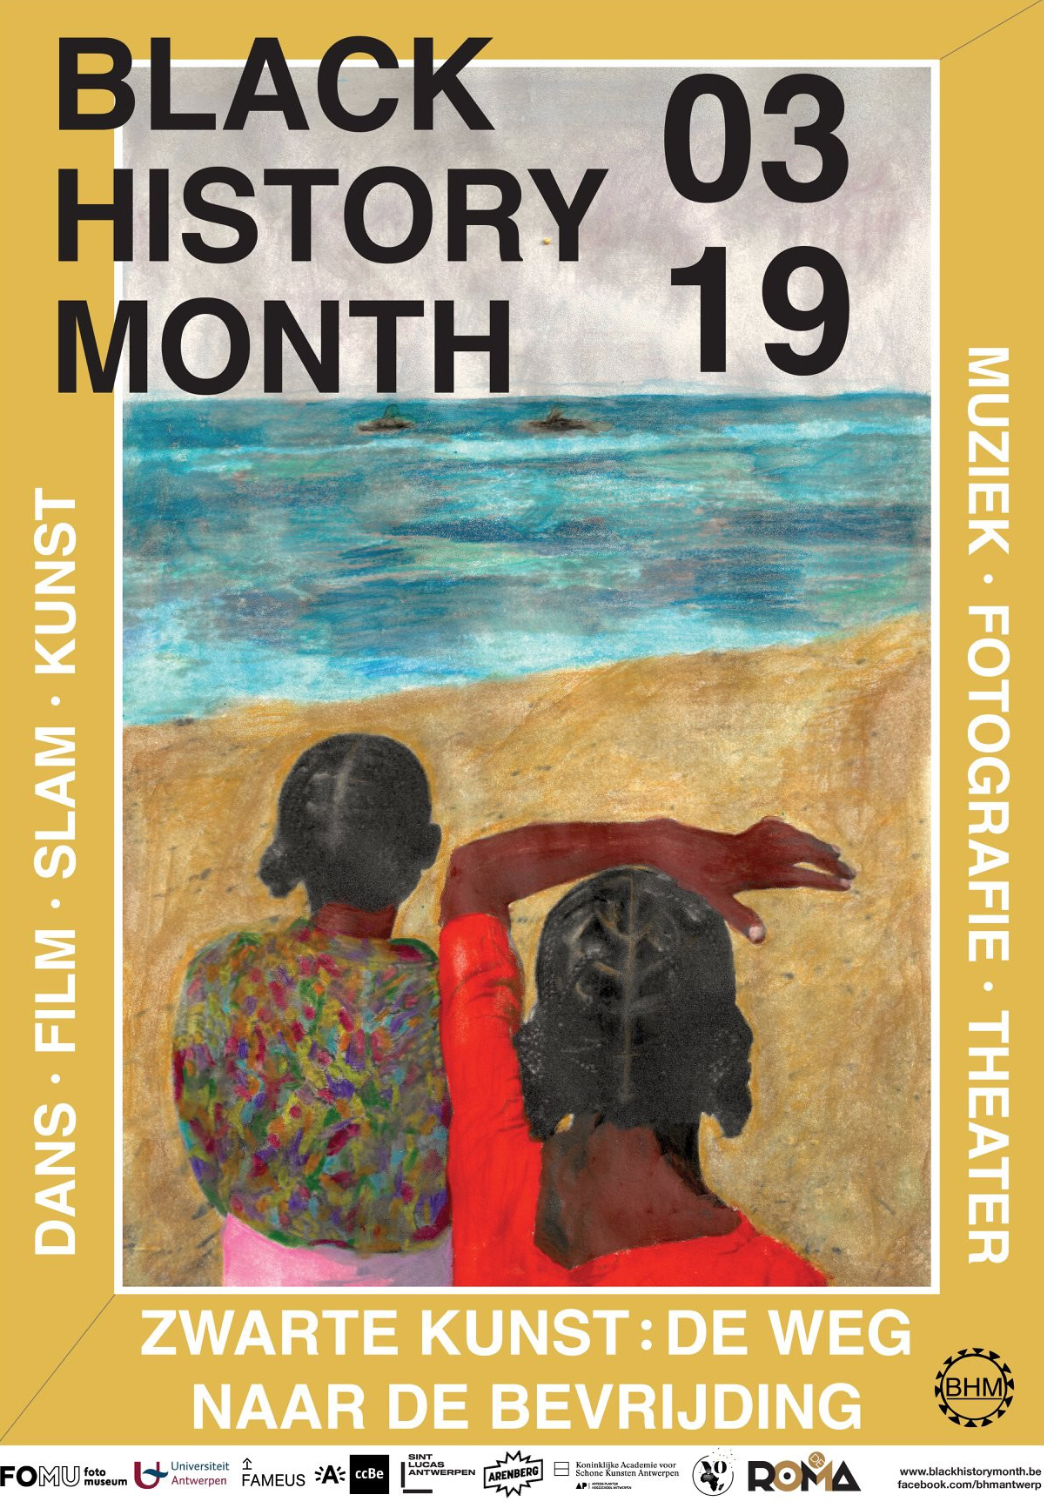 BLACK
HISTORY
MONTH
03
19
DANS · FILM · SLAM · KUNST
MUZIEK · FOTOGRAFIE · THEATER
ZWARTE KUNST : DE WEG
NAAR DE BEVRIJDING
BHM
FOMU foto
museum
Universiteit
Antwerpen
FAMEUS
'A'
ccBe
SINT
LUCAS
ANTWERPEN
ARENBERG
Koninklijke Academie voor
Schone Kunsten Antwerpen
AP
DE
ROMA
www.blackhistorymonth.be
facebook.com/bhmantwerp